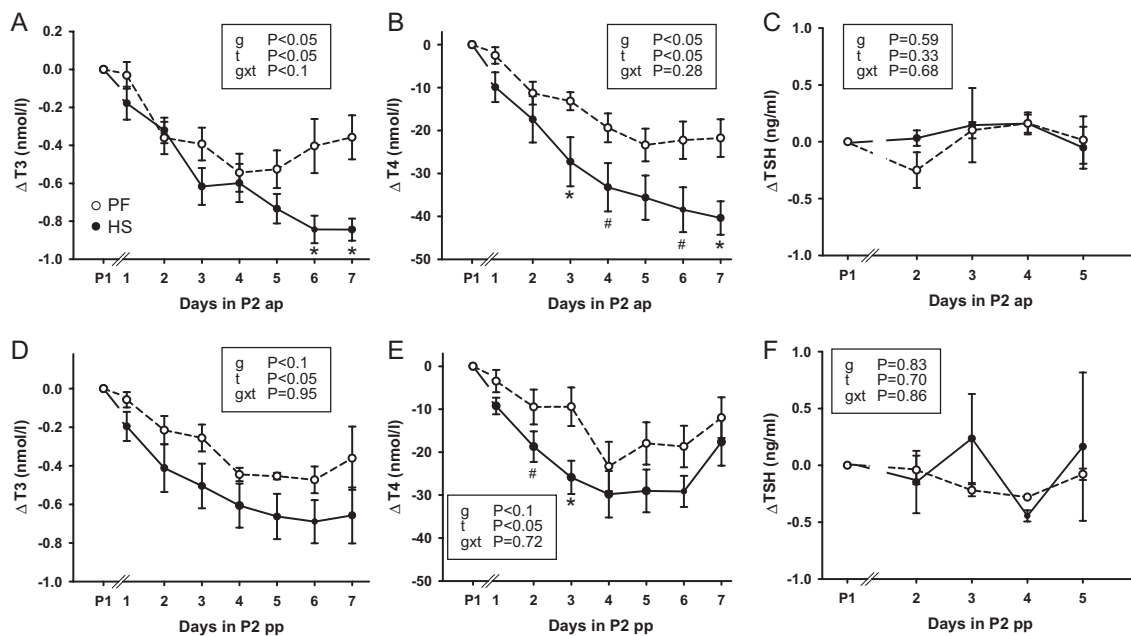 A
g P<0.05
t P<0.05
gxt P<0.1
Δ T3 (nmol/l)
0.2
0.0
-0.2
-0.4
-0.6
-0.8
-1.0
PF
HS
* *
P1 1 2 3 4 5 6 7
Days in P2 ap
B
g P<0.05
t P<0.05
gxt P=0.28
Δ T4 (nmol/l)
0
-10
-20
-30
-40
-50
* # # *
P1 1 2 3 4 5 6 7
Days in P2 ap
C
g P=0.59
t P=0.33
gxt P=0.68
Δ TSH (ng/ml)
1.0
0.5
0.0
-0.5
-1.0
P1 2 3 4 5
Days in P2 ap
D
g P<0.1
t P<0.05
gxt P=0.95
Δ T3 (nmol/l)
0.0
-0.2
-0.4
-0.6
-0.8
-1.0
P1 1 2 3 4 5 6 7
Days in P2 pp
E
Δ T4 (nmol/l)
0
-10
-20
-30
-40
-50
# *
g P<0.1
t P<0.05
gxt P=0.72
P1 1 2 3 4 5 6 7
Days in P2 pp
F
g P=0.83
t P=0.70
gxt P=0.86
Δ TSH (ng/ml)
1.0
0.5
0.0
-0.5
-1.0
P1 2 3 4 5
Days in P2 pp